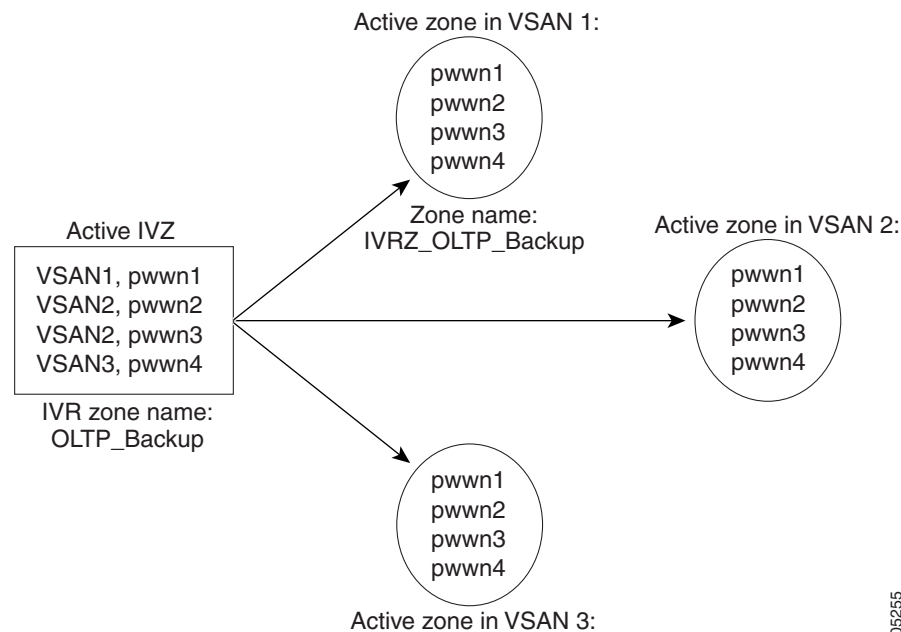 Active zone in VSAN 1:
pwwn1
pwwn2
pwwn3
pwwn4
Zone name:
IVRZ_OLTP_Backup
Active IVZ
VSAN1, pwwn1
VSAN2, pwwn2
VSAN2, pwwn3
VSAN3, pwwn4
IVR zone name:
OLTP_Backup
Active zone in VSAN 2:
pwwn1
pwwn2
pwwn3
pwwn4
pwwn1
pwwn2
pwwn3
pwwn4
Active zone in VSAN 3:
05255